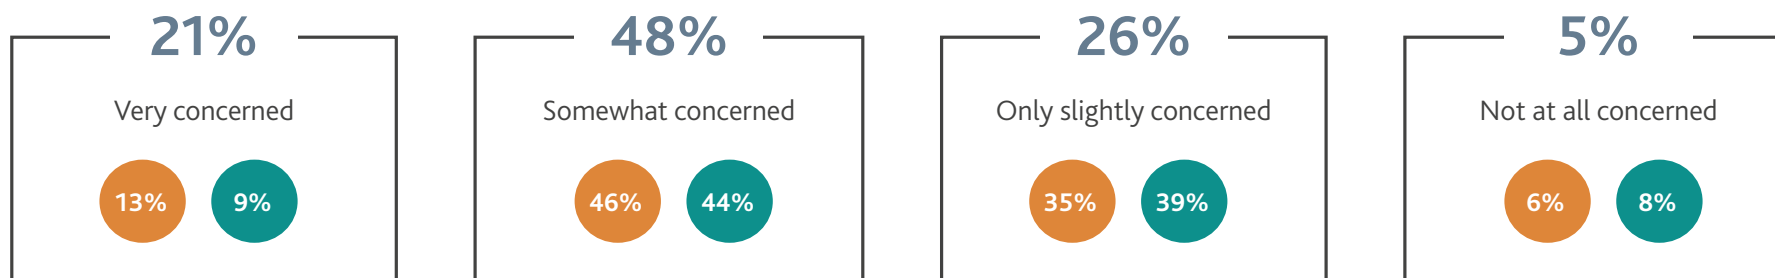 21%
Very concerned
13% 9%
48%
Somewhat concerned
46% 44%
26%
Only slightly concerned
35% 39%
5%
Not at all concerned
6% 8%